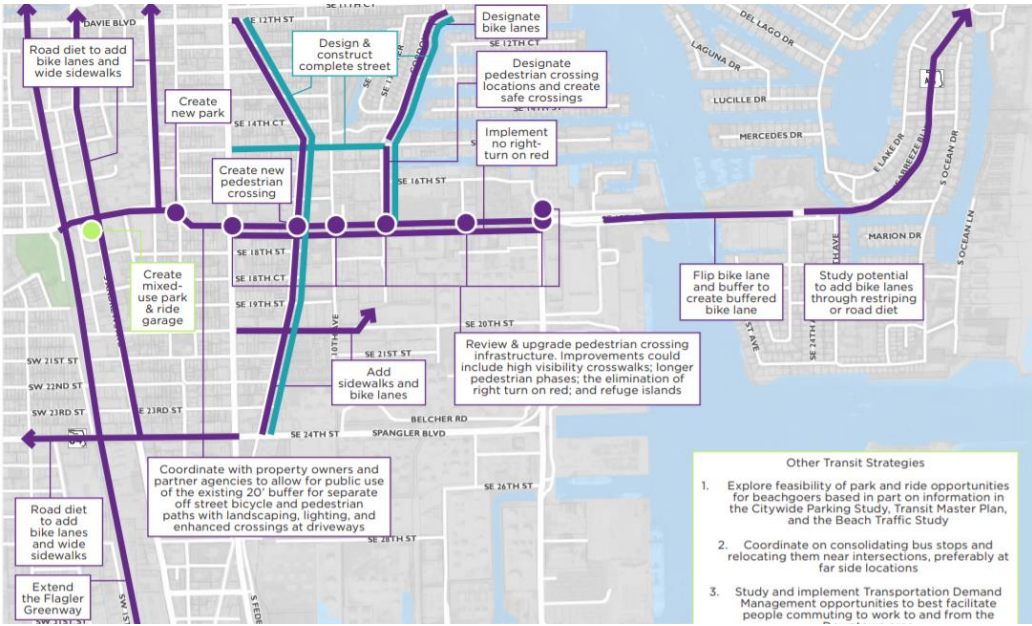 SE 11TH CT
DAVIE BLVD
SE 12TH ST
Road diet to add
bike lanes and
wide sidewalks
Design &
construct
complete street
Designate
bike lanes
SE 12TH CT
Designate
pedestrian crossing
locations and create
safe crossings
DEL LAGO DR
LAGUNA DR
LUCILLE DR
MERCEDES DR
E LAKE DR
S OCEAN DR
S OCEAN LN
Create
new park
SE 14TH CT
Implement
no right-
turn on red
Create new
pedestrian
crossing
SE 16TH ST
SE 18TH ST
SE 18TH CT
SE 19TH ST
MARION DR
Create
mixed-
use park
& ride
garage
Flip bike lane
and buffer to
create buffered
bike lane
Study potential
to add bike lanes
through restriping
or road diet
10TH AVE
SE 20TH ST
SE 21ST ST
Review & upgrade pedestrian crossing
infrastructure. Improvements could
include high visibility crosswalks; longer
pedestrian phases; the elimination of
right turn on red; and refuge islands
Add
sidewalks and
bike lanes
SW 21ST ST
SW 22ND ST
SW 23RD ST
E 23RD ST
BELCHER RD
SE 24TH ST
SPANGLER BLVD
Coordinate with property owners and
partner agencies to allow for public use
of the existing 20' buffer for separate
off street bicycle and pedestrian
paths with landscaping, lighting, and
enhanced crossings at driveways
SE 26TH ST
SE 28TH ST
Road diet
to add
bike lanes
and wide
sidewalks
Extend
the Flagler
Greenway
SW 1ST
S FEDE
Other Transit Strategies
1. Explore feasibility of park and ride opportunities
for beachgoers based in part on information in
the Citywide Parking Study, Transit Master Plan,
and the Beach Traffic Study
2. Coordinate on consolidating bus stops and
relocating them near intersections, preferably at
far side locations
3. Study and implement Transportation Demand
Management opportunities to best facilitate
people commuting to work to and from the